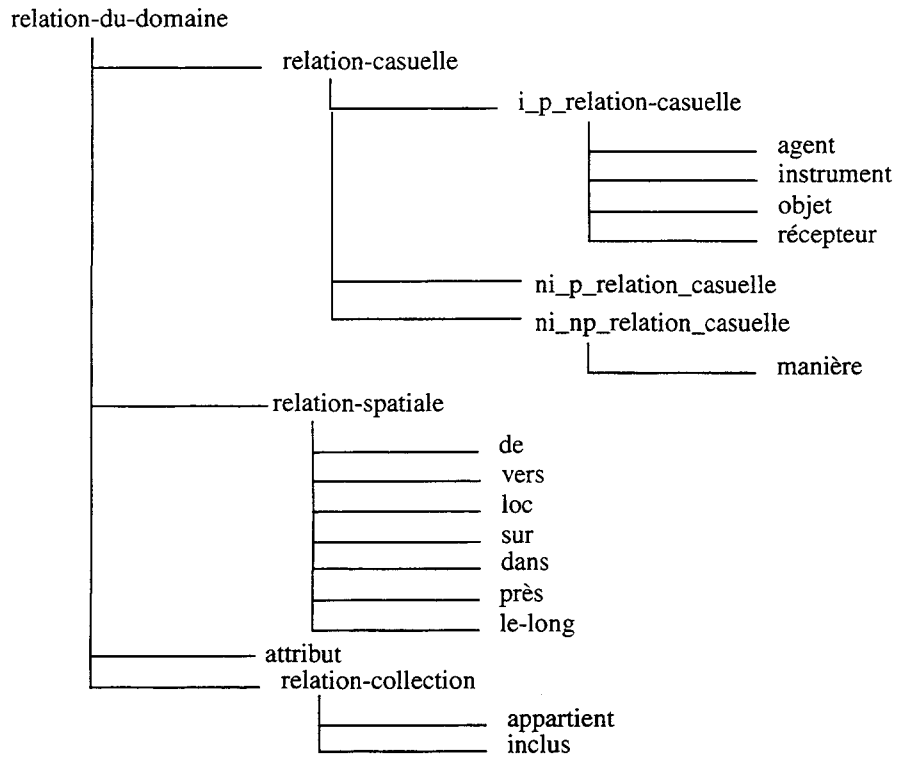 relation-du-domaine
relation-casuelle
i_p_relation-casuelle
agent
instrument
objet
récepteur
ni_p_relation_casuelle
ni_np_relation_casuelle
manière
relation-spatiale
de
vers
loc
sur
dans
près
le-long
attribut
relation-collection
appartient
inclus